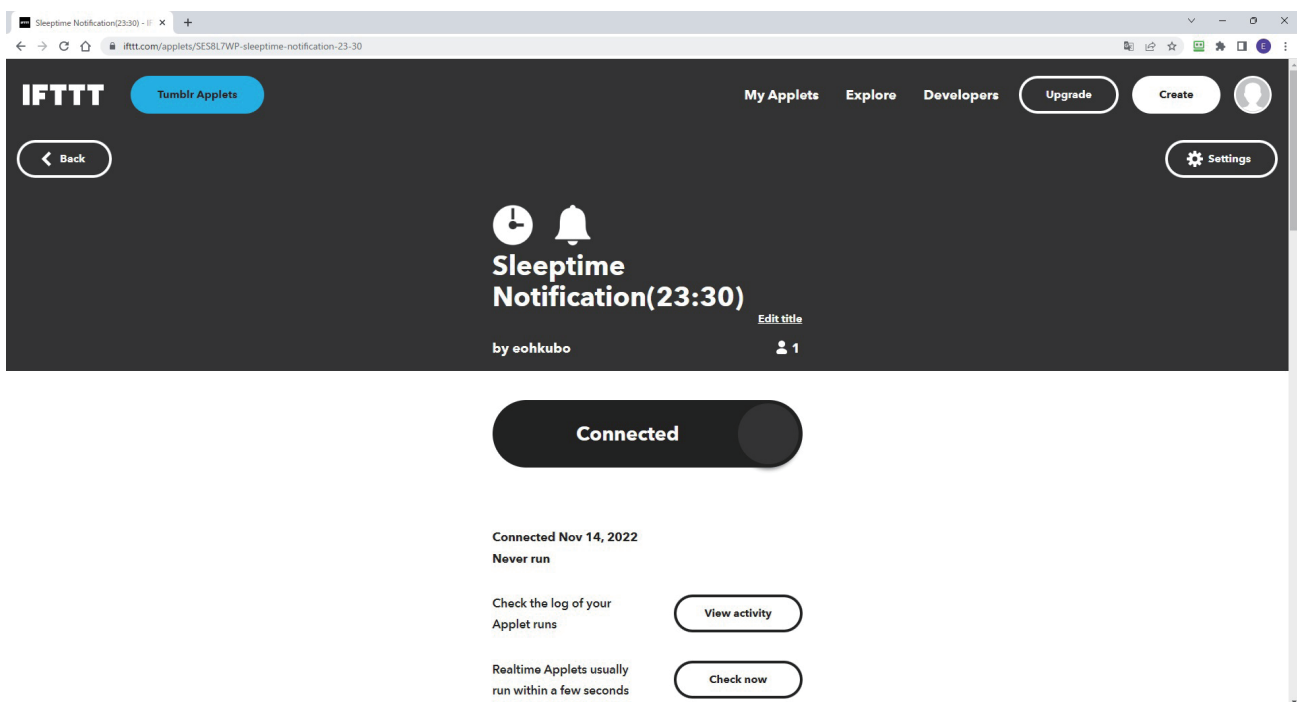 Sleeptime Notification(23:30) - IF
ifttt.com/applets/SES8L7WP-sleeptime-notification-23-30
E
IFTTT
Tumblr Applets
My Applets
Explore
Developers
Upgrade
Create
Back
Settings
Sleeptime
Notification(23:30)
Edit title
by eohkubo
1
Connected
Connected Nov 14, 2022
Never run
Check the log of your
Applet runs
View activity
Realtime Applets usually
run within a few seconds
Check now